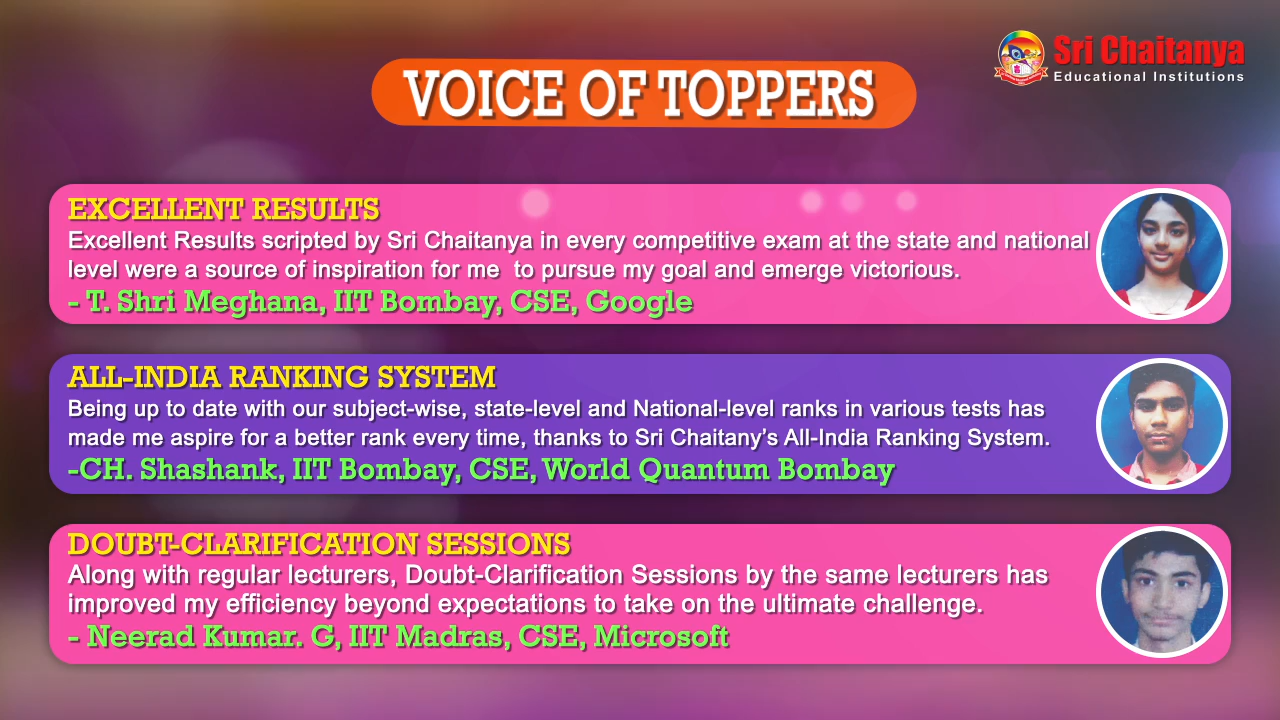 Sri Chaitanya
Educational Institutions
VOICE OF TOPPERS
EXCELLENT RESULTS
Excellent Results scripted by Sri Chaitanya in every competitive exam at the state and national
level were a source of inspiration for me  to pursue my goal and emerge victorious.
- T. Shri Meghana, IIT Bombay, CSE, Google
ALL-INDIA RANKING SYSTEM
Being up to date with our subject-wise, state-level and National-level ranks in various tests has
made me aspire for a better rank every time, thanks to Sri Chaitany’s All-India Ranking System.
-CH. Shashank, IIT Bombay, CSE, World Quantum Bombay
DOUBT-CLARIFICATION SESSIONS
Along with regular lecturers, Doubt-Clarification Sessions by the same lecturers has
improved my efficiency beyond expectations to take on the ultimate challenge.
- Neerad Kumar. G, IIT Madras, CSE, Microsoft